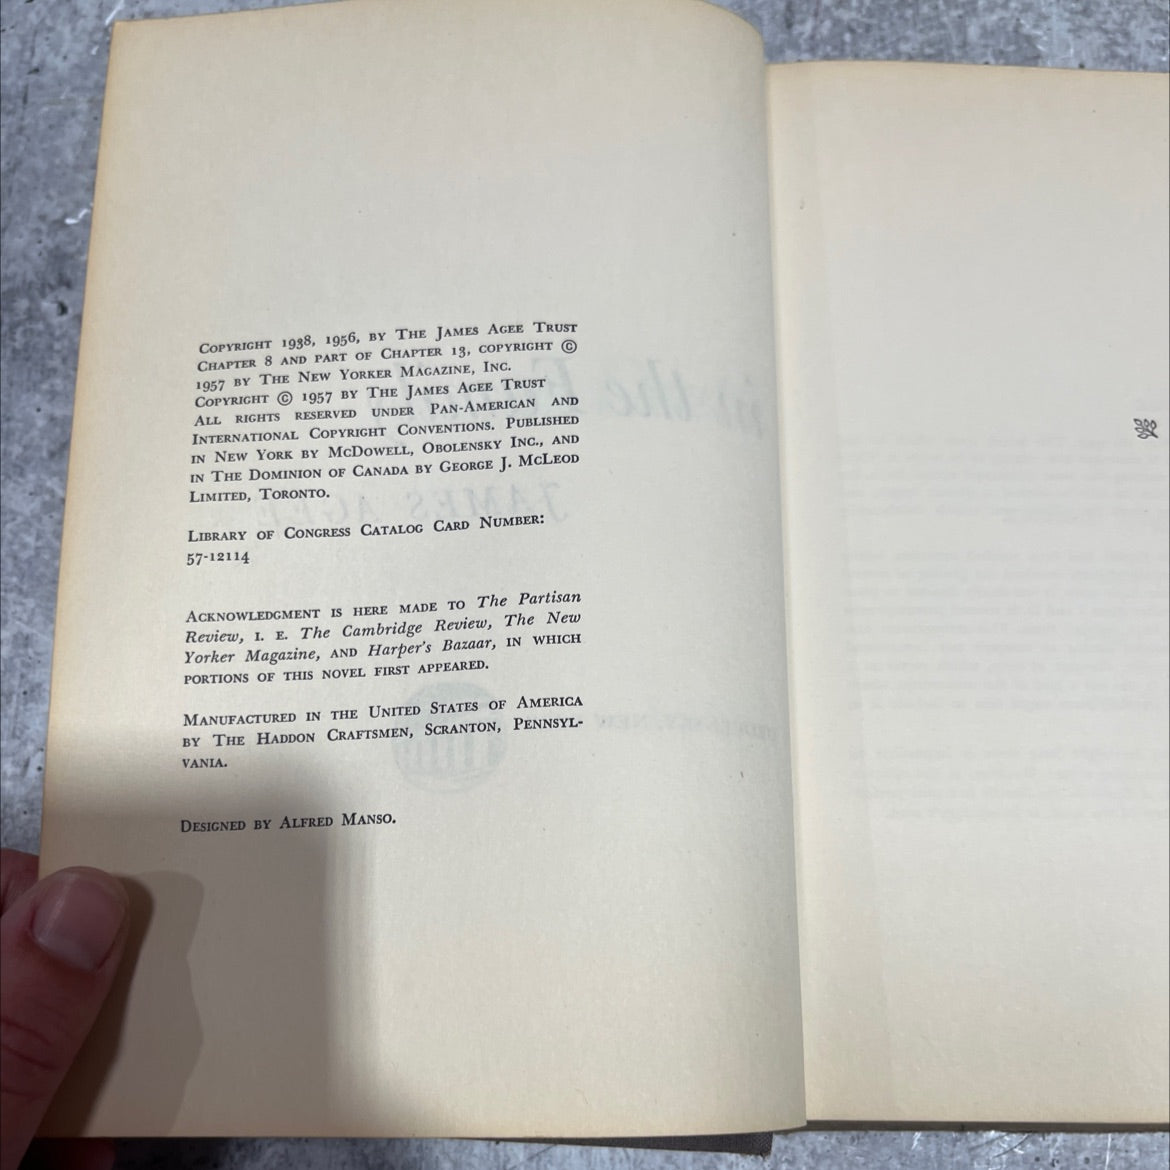 Copyright 1938, 1956, by The James Agee Trust
Chapter 8 and part of Chapter 13, copyright ©
1957 by The New Yorker Magazine, Inc.
Copyright © 1957 by The James Agee Trust
All rights reserved under Pan-American and
International Copyright Conventions. Published
in New York by McDowell, Obolensky Inc., and
in The Dominion of Canada by George J. McLeod
Limited, Toronto.
Library of Congress Catalog Card Number:
57-12114
Acknowledgment is here made to The Partisan
Review, i. e. The Cambridge Review, The New
Yorker Magazine, and Harper's Bazaar, in which
portions of this novel first appeared.
Manufactured in the United States of America
by The Haddon Craftsmen, Scranton, Pennsyl-
vania.
Designed by Alfred Manso.
in the
JAMES AGEE